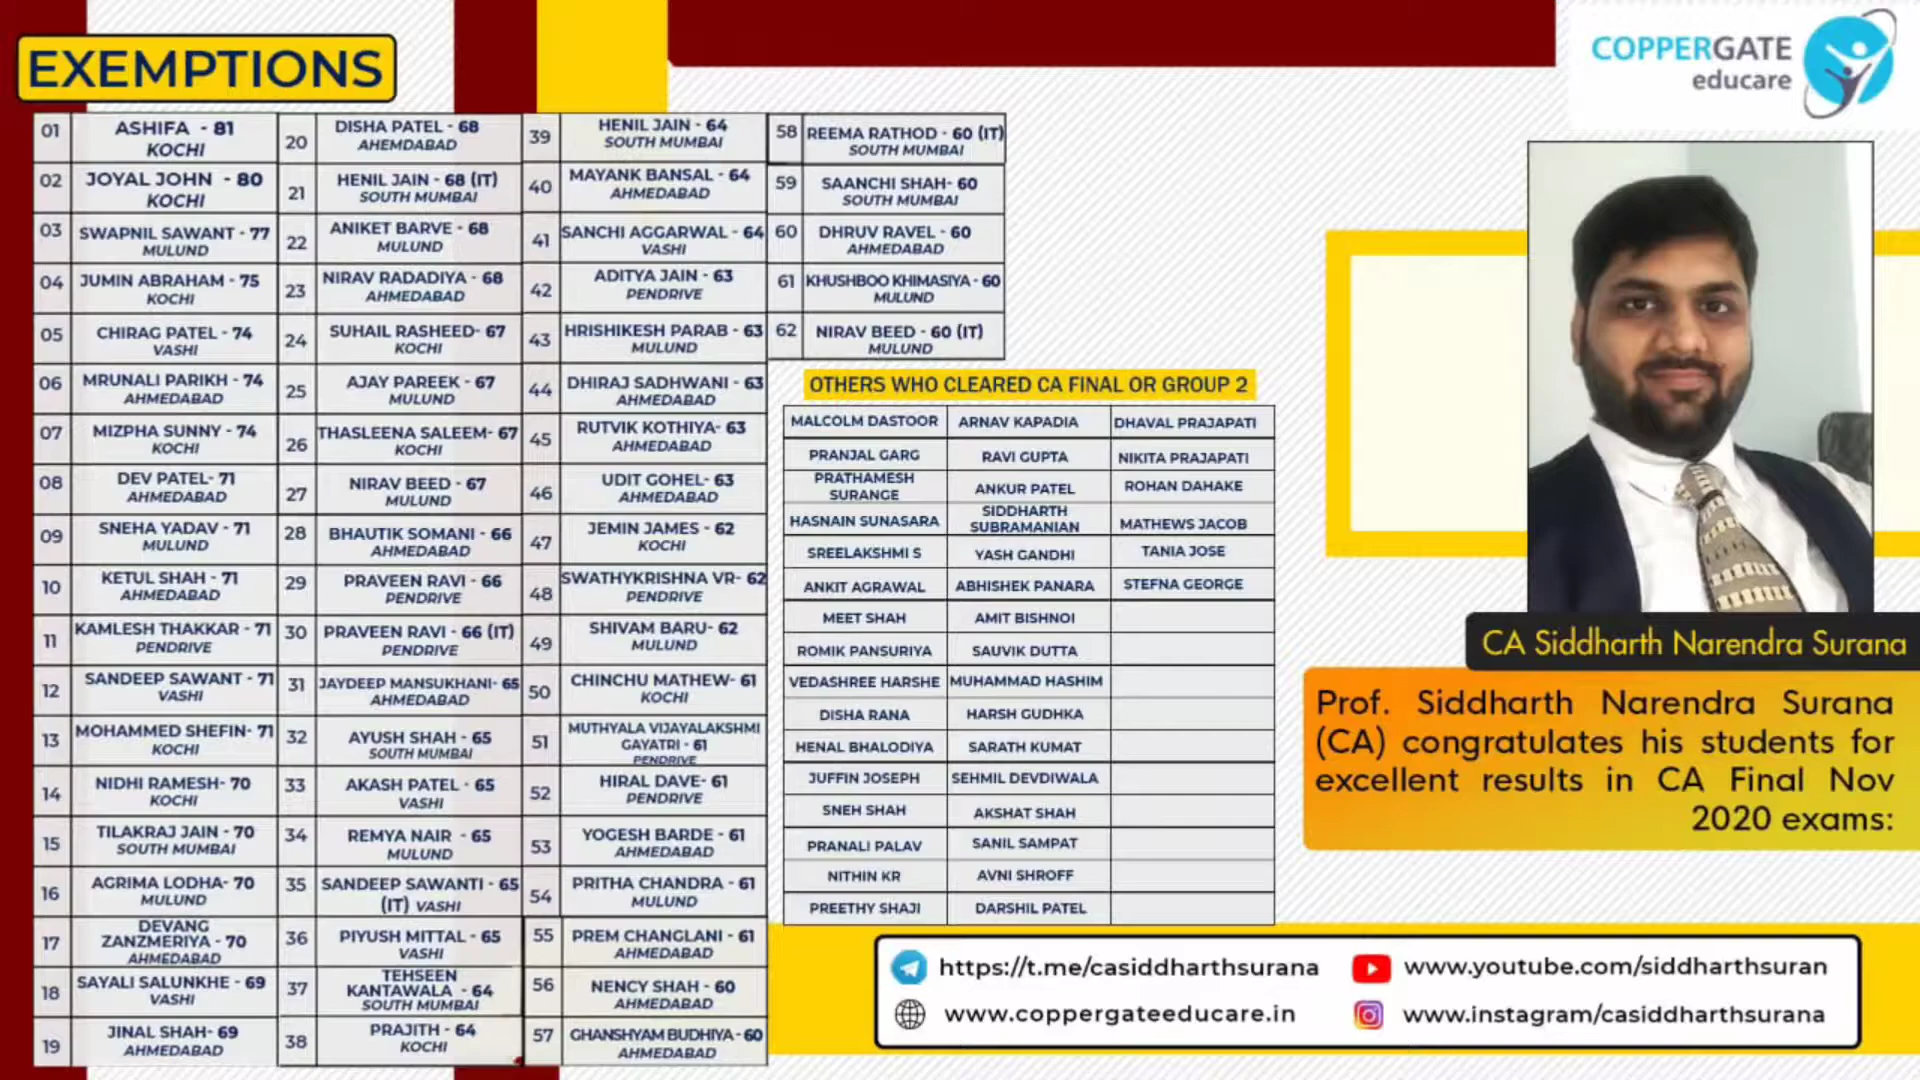 EXEMPTIONS
COPPERGATE
educare
01 ASHIFA - 81
KOCHI
02 JOYAL JOHN - 80
KOCHI
03 SWAPNIL SAWANT - 77
MULUND
04 JUMIN ABRAHAM - 75
KOCHI
05 CHIRAG PATEL - 74
VASHI
06 MRUNALI PARIKH - 74
AHMEDABAD
07 MIZPHA SUNNY - 74
KOCHI
08 DEV PATEL- 71
AHMEDABAD
09 SNEHA YADAV - 71
MULUND
10 KETUL SHAH - 71
AHMEDABAD
11 KAMLESH THAKKAR - 71
PENDRIVE
12 SANDEEP SAWANT - 71
VASHI
13 MOHAMMED SHEFIN- 71
KOCHI
14 NIDHI RAMESH- 70
KOCHI
15 TILAKRAJ JAIN - 70
SOUTH MUMBAI
16 AGRIMA LODHA- 70
MULUND
17 DEVANG
ZANZMERIYA - 70
AHMEDABAD
18 SAYALI SALUNKHE - 69
VASHI
19 JINAL SHAH- 69
AHMEDABAD
20 DISHA PATEL - 68
AHEMDABAD
21 HENIL JAIN - 68 (IT)
SOUTH MUMBAI
22 ANIKET BARVE - 68
MULUND
23 NIRAV RADADIYA - 68
AHMEDABAD
24 SUHAIL RASHEED- 67
KOCHI
25 AJAY PAREEK - 67
MULUND
26 THASLEENA SALEEM- 67
KOCHI
27 NIRAV BEED - 67
MULUND
28 BHAUTIK SOMANI - 66
AHMEDABAD
29 PRAVEEN RAVI - 66
PENDRIVE
30 PRAVEEN RAVI - 66 (IT)
PENDRIVE
31 JAYDEEP MANSUKHANI- 65
AHMEDABAD
32 AYUSH SHAH - 65
SOUTH MUMBAI
33 AKASH PATEL - 65
VASHI
34 REMYA NAIR - 65
MULUND
35 SANDEEP SAWANTI - 65
(IT) VASHI
36 PIYUSH MITTAL - 65
VASHI
37 TEHSEEN
KANTAWALA - 64
SOUTH MUMBAI
38 PRAJITH - 64
KOCHI
39 HENIL JAIN - 64
SOUTH MUMBAI
40 MAYANK BANSAL - 64
AHMEDABAD
41 SANCHI AGGARWAL - 64
VASHI
42 ADITYA JAIN - 63
PENDRIVE
43 HRISHIKESH PARAB - 63
MULUND
44 DHIRAJ SADHWANI - 63
AHMEDABAD
45 RUTVIK KOTHIYA- 63
AHMEDABAD
46 UDIT GOHEL- 63
AHMEDABAD
47 JEMIN JAMES - 62
KOCHI
48 SWATHYKRISHNA VR- 62
PENDRIVE
49 SHIVAM BARU- 62
MULUND
50 CHINCHU MATHEW- 61
KOCHI
51 MUTHYALA VIJAYALAKSHMI
GAYATRI - 61
PENDRIVE
52 HIRAL DAVE- 61
PENDRIVE
53 YOGESH BARDE - 61
AHMEDABAD
54 PRITHA CHANDRA - 61
MULUND
55 PREM CHANGLANI - 61
AHMEDABAD
56 NENCY SHAH - 60
AHMEDABAD
57 GHANSHYAM BUDHIYA - 60
AHMEDABAD
58 REEMA RATHOD - 60 (IT)
SOUTH MUMBAI
59 SAANCHI SHAH- 60
SOUTH MUMBAI
60 DHRUV RAVEL - 60
AHMEDABAD
61 KHUSHBOO KHIMASIYA - 60
MULUND
62 NIRAV BEED - 60 (IT)
MULUND
OTHERS WHO CLEARED CA FINAL OR GROUP 2
MALCOLM DASTOOR ARNAV KAPADIA DHAVAL PRAJAPATI
PRANJAL GARG RAVI GUPTA NIKITA PRAJAPATI
PRATHAMESH
SURANGE ANKUR PATEL ROHAN DAHAKE
HASNAIN SUNASARA SIDDHARTH
SUBRAMANIAN MATHEWS JACOB
SREELAKSHMI S YASH GANDHI TANIA JOSE
ANKIT AGRAWAL ABHISHEK PANARA STEFNA GEORGE
MEET SHAH AMIT BISHNOI
ROMIK PANSURIYA SAUVIK DUTTA
VEDASHREE HARSHE MUHAMMAD HASHIM
DISHA RANA HARSH GUDHKA
HENAL BHALODIYA SARATH KUMAT
JUFFIN JOSEPH SEHMIL DEVDIWALA
SNEH SHAH AKSHAT SHAH
PRANALI PALAV SANIL SAMPAT
NITHIN KR AVNI SHROFF
PREETHY SHAJI DARSHIL PATEL
CA Siddharth Narendra Surana
Prof. Siddharth Narendra Surana
(CA) congratulates his students for
excellent results in CA Final Nov
2020 exams:
https://t.me/casiddharthsurana www.youtube.com/siddharthsuran
www.coppergateeducare.in www.instagram/casiddharthsurana